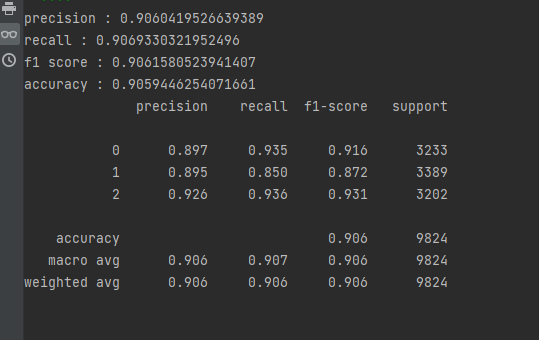 precision : 0.9060419526639389
recall : 0.9069330321952496
f1 score : 0.9061580523941407
accuracy : 0.9059446254071661
precision recall f1-score support
0 0.897 0.935 0.916 3233
1 0.895 0.850 0.872 3389
2 0.926 0.936 0.931 3202
accuracy 0.906 9824
macro avg 0.906 0.907 0.906 9824
weighted avg 0.906 0.906 0.906 9824